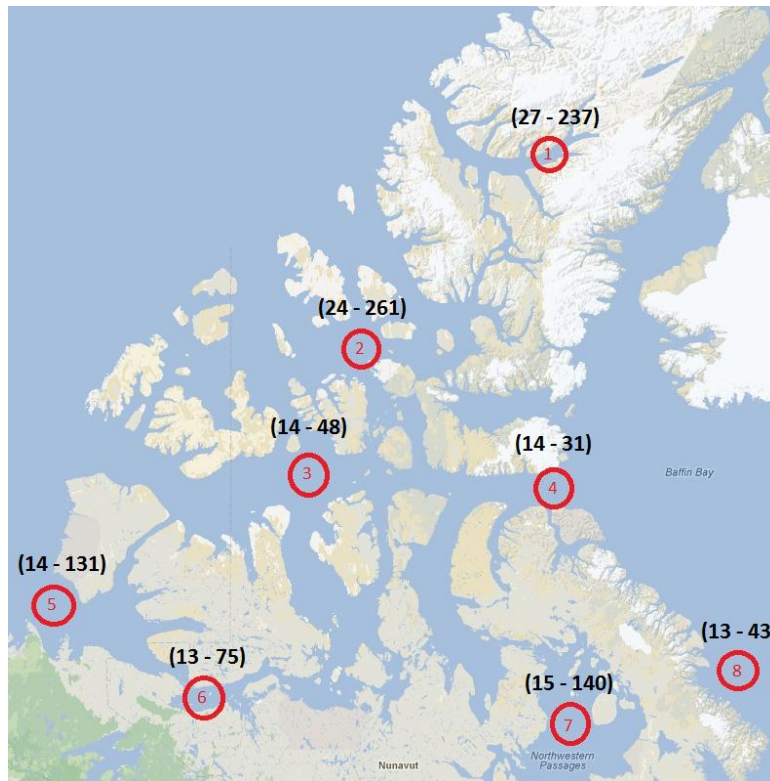 (27 - 237)
1
(24 - 261)
2
(14 - 48)
3
(14 - 31)
4
Baffin Bay
(14 - 131)
5
(13 - 75)
6
(15 - 140)
7
(13 - 43
8
Northwestern
Passages
Nunavut